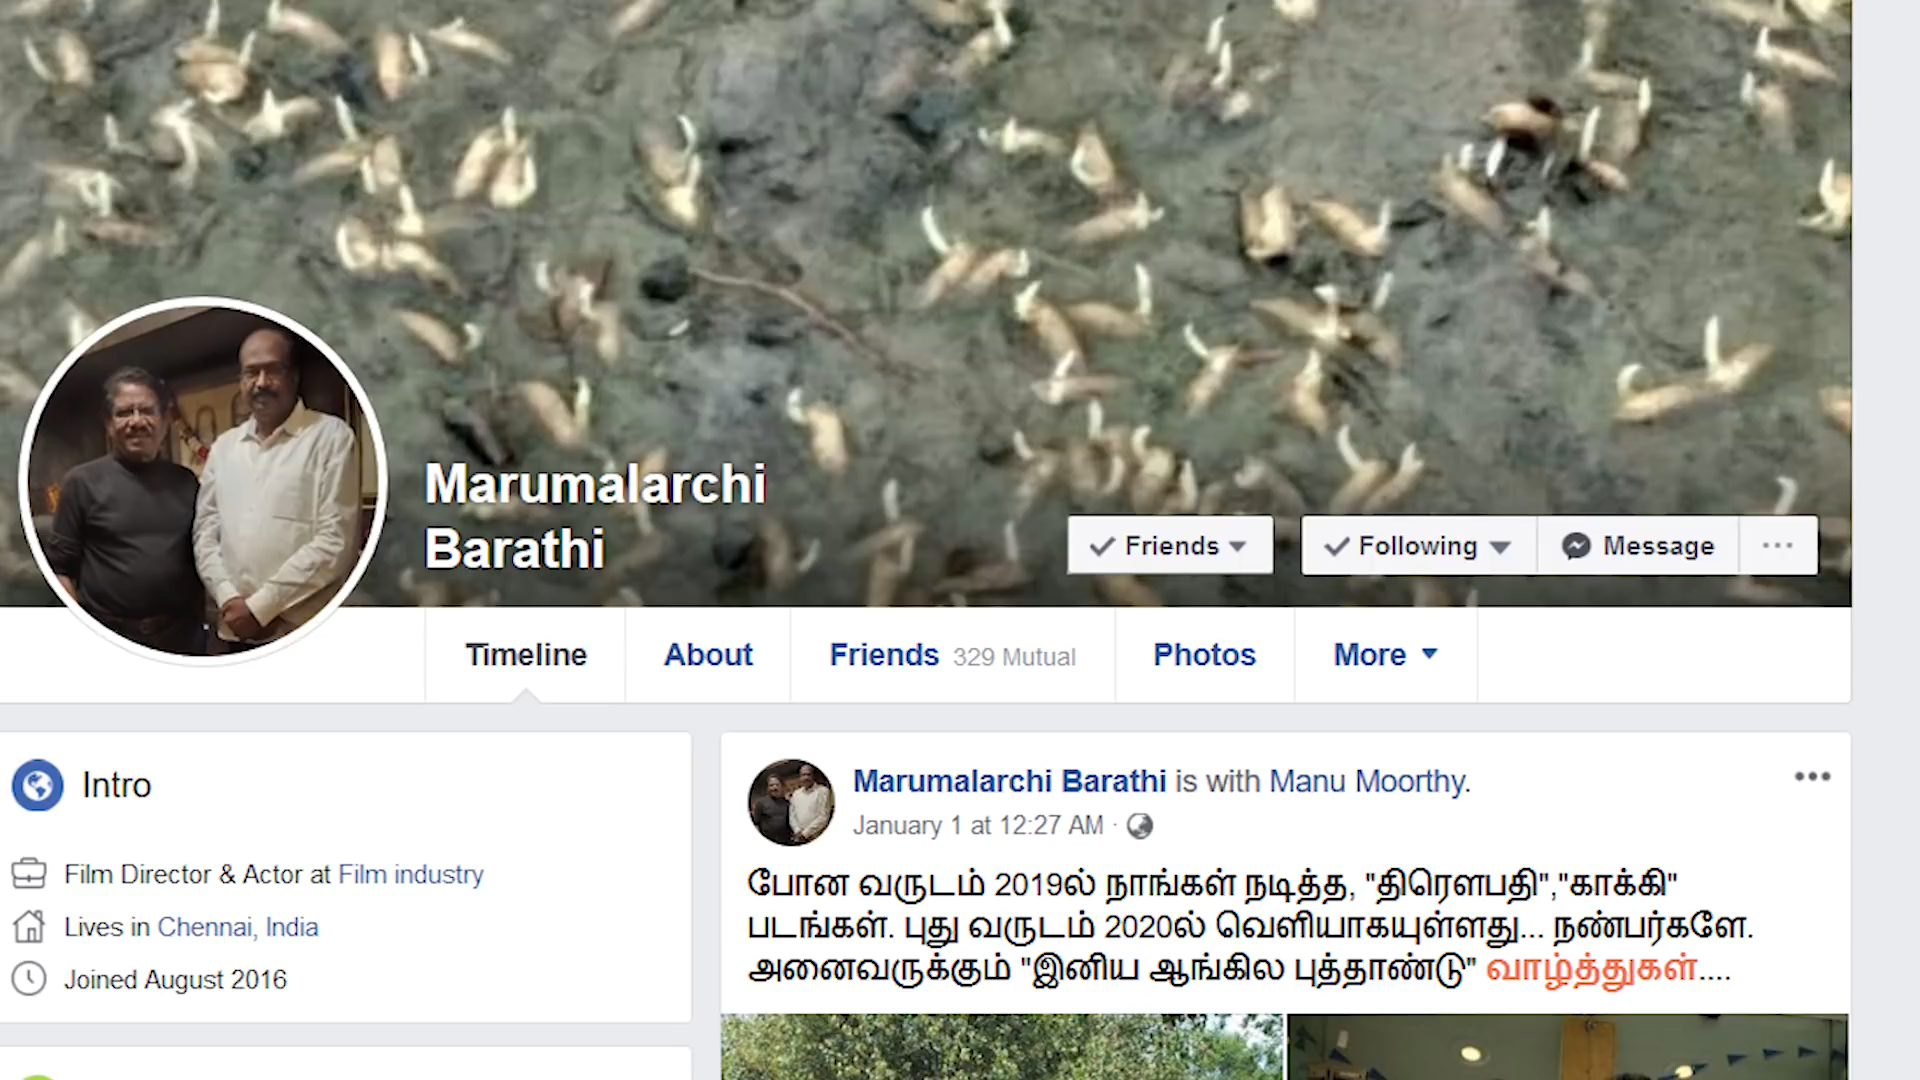 Marumalarchi
Barathi
Friends
Following
Message
Timeline
About
Friends 329 Mutual
Photos
More
Intro
Film Director & Actor at Film industry
Lives in Chennai, India
Joined August 2016
Marumalarchi Barathi is with Manu Moorthy.
January 1 at 12:27 AM ·
போன வருடம் 2019ல் நாங்கள் நடித்த, "திரௌபதி","காக்கி"
படங்கள். புது வருடம் 2020ல் வெளியாகயுள்ளது... நண்பர்களே.
அனைவருக்கும் "இனிய ஆங்கில புத்தாண்டு" வாழ்த்துகள்....